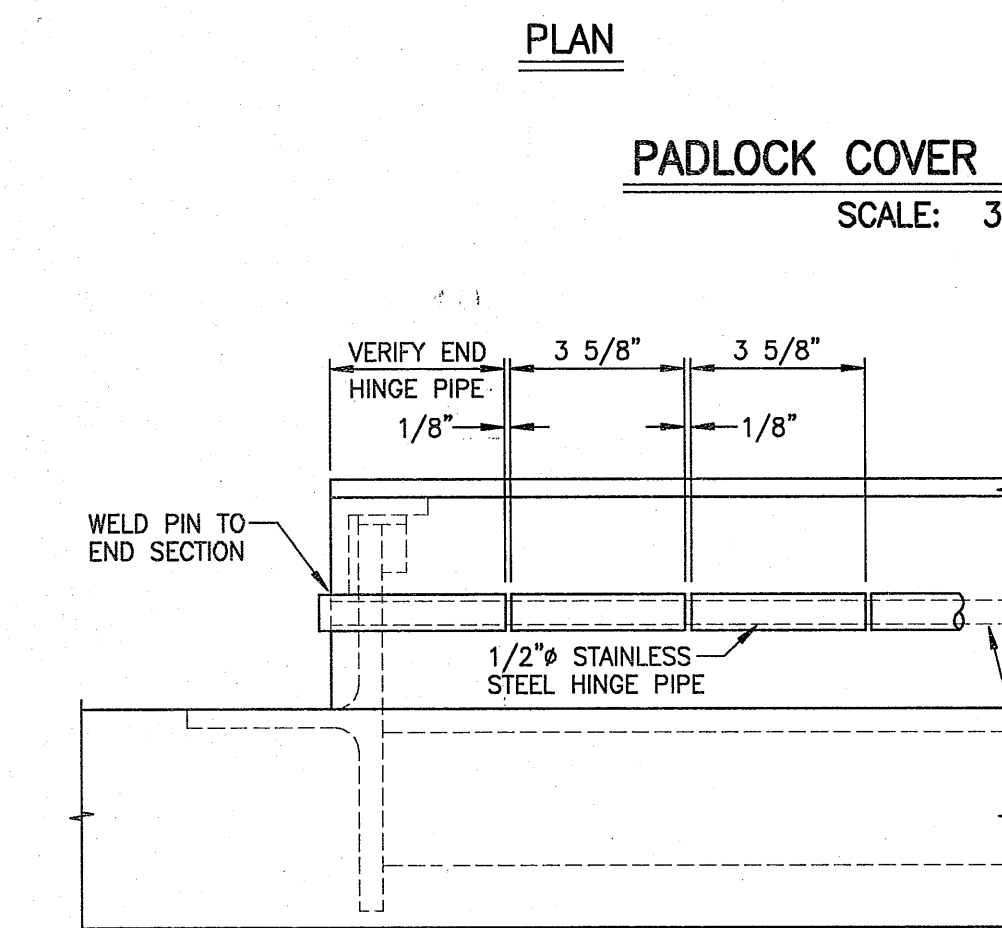 PLAN
PADLOCK COVER
SCALE: 3
VERIFY END
HINGE PIPE
3 5/8"
3 5/8"
1/8"
1/8"
WELD PIN TO
END SECTION
1/2"ø STAINLESS
STEEL HINGE PIPE